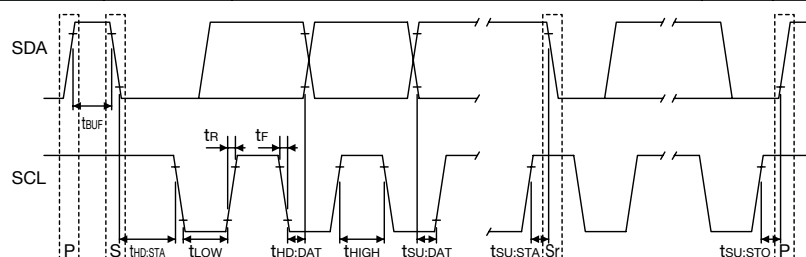 SDA
tBUF
tR tF
SCL
P S tHD:STA tLOW tHD:DAT tHIGH tSU:DAT tSU:STA Sr tSU:STO P